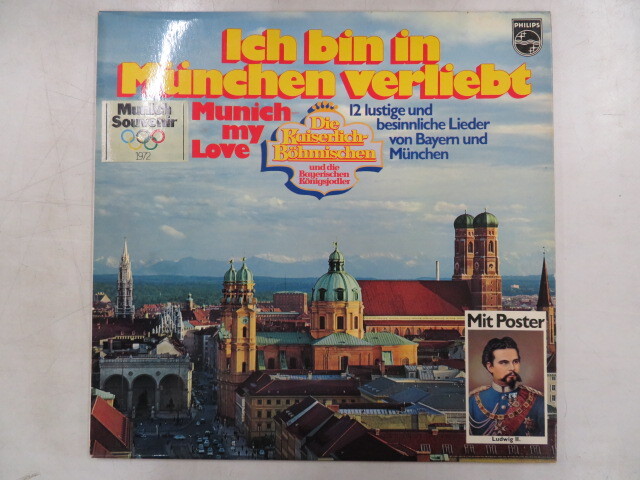 PHILIPS
Ich bin in
München verliebt
Munich
Souvenir
1972
Munich
my
Love
Die
Kaiserlich-
Böhmischen
und die
Bayerischen
Königsjodler
12 lustige und
besinnliche Lieder
von Bayern und
München
Mit Poster
Ludwig II.